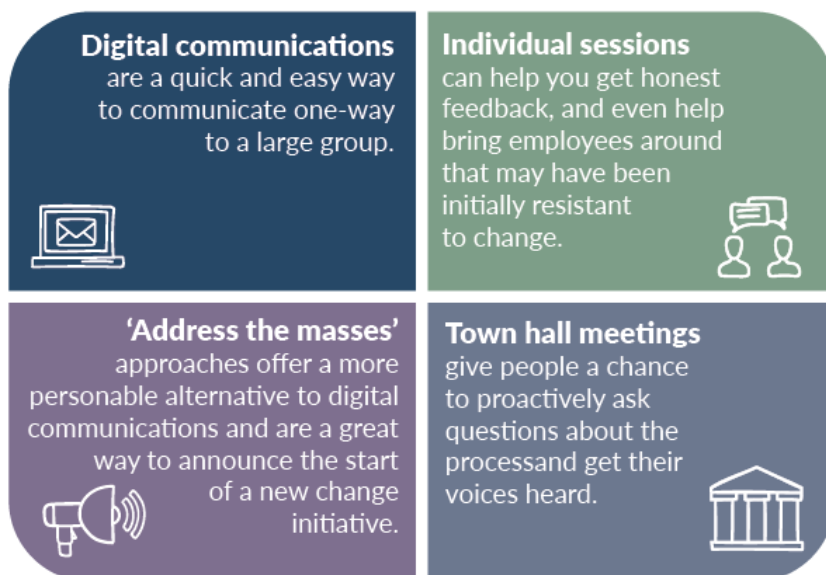 Digital communications
are a quick and easy way
to communicate one-way
to a large group.
Individual sessions
can help you get honest
feedback, and even help
bring employees around
that may have been
initially resistant
to change.
‘Address the masses’
approaches offer a more
personable alternative to digital
communications and are a great
way to announce the start
of a new change
initiative.
Town hall meetings
give people a chance
to proactively ask
questions about the
processand get their
voices heard.